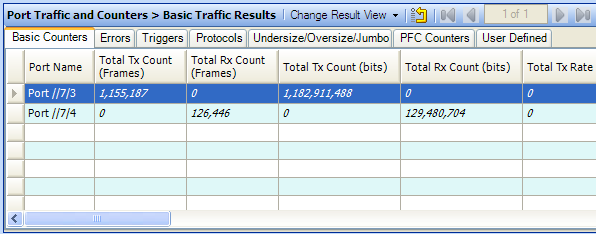 Port Traffic and Counters > Basic Traffic Results | Change Result View 1 of 1
Basic Counters Errors Triggers Protocols Undersize/Oversize/Jumbo PFC Counters User Defined
Port Name Total Tx Count (Frames) Total Rx Count (Frames) Total Tx Count (bits) Total Rx Count (bits) Total Tx Rate
Port //7/3 1,155,187 0 1,182,911,488 0 0
Port //7/4 0 126,446 0 129,480,704 0